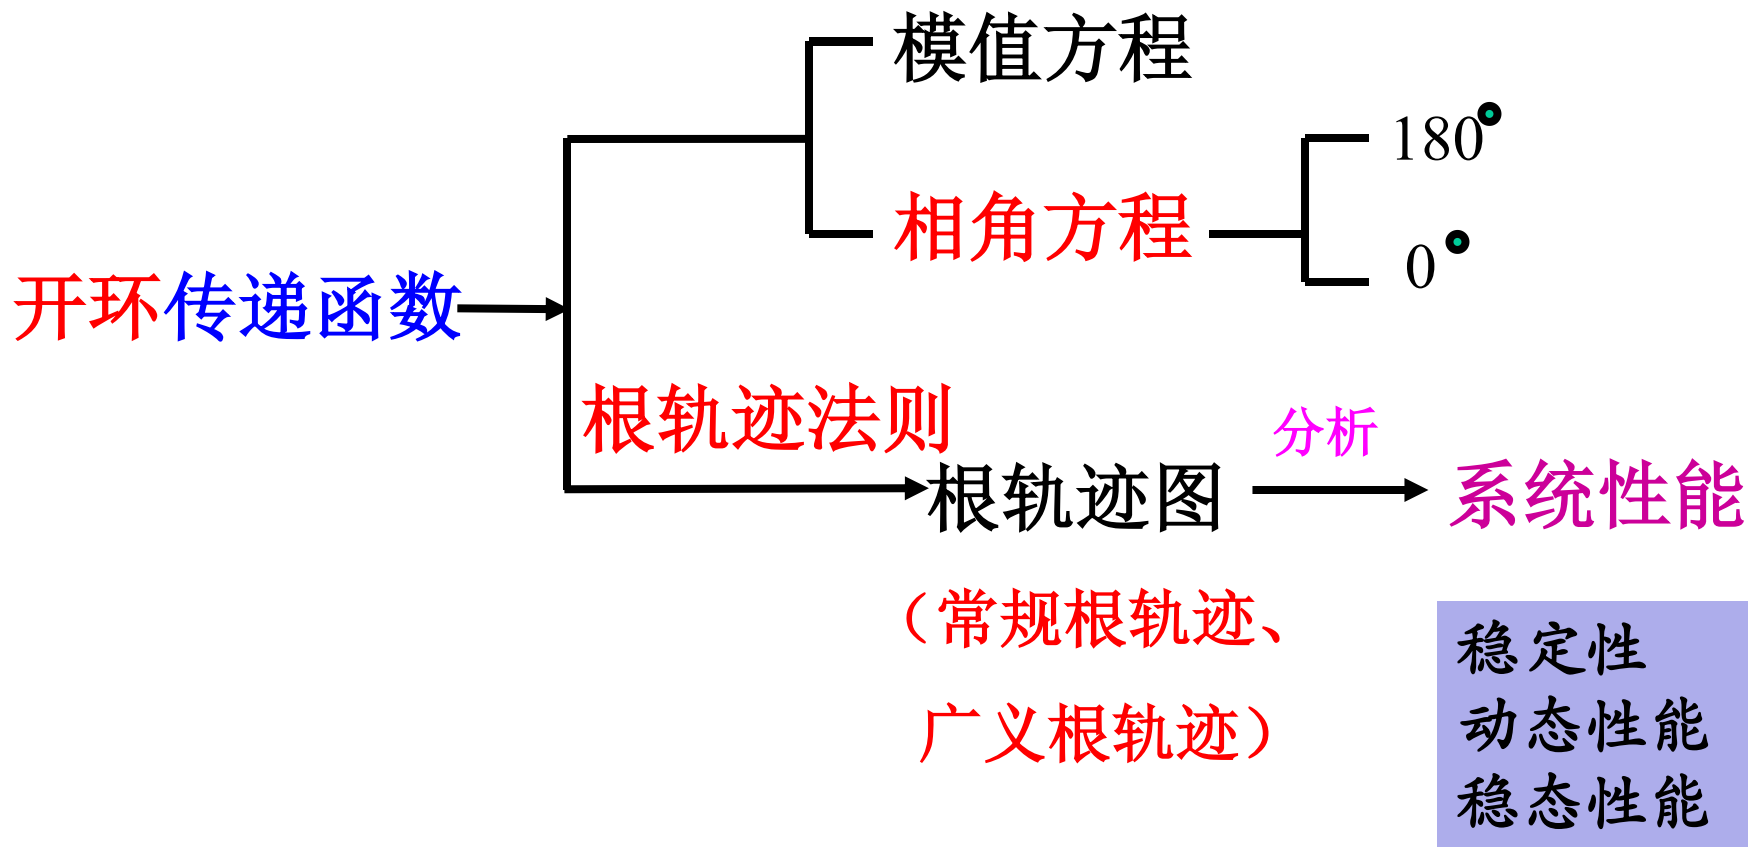 模值方程
180°
相角方程
0°
开环传递函数
根轨迹法则
分析
根轨迹图
系统性能
（常规根轨迹、
广义根轨迹）
稳定性
动态性能
稳态性能